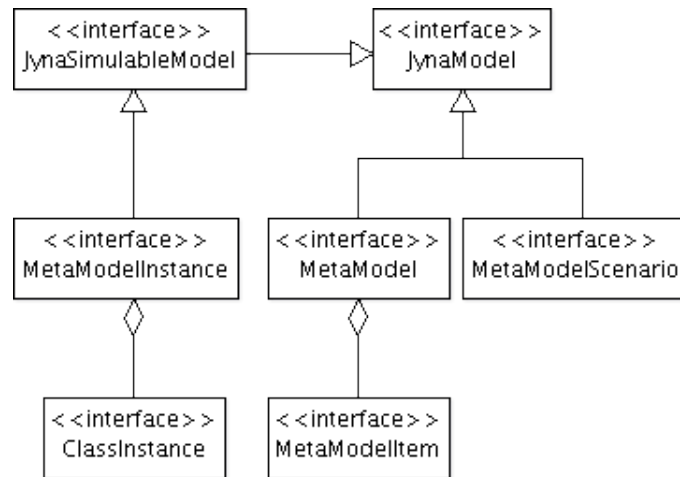 < <interface> >
JynaSimulableModel
< <interface> >
JynaModel
< <interface> >
MetaModelInstance
< <interface> >
MetaModel
< <interface> >
MetaModelScenario
< <interface> >
ClassInstance
< <interface> >
MetaModelItem